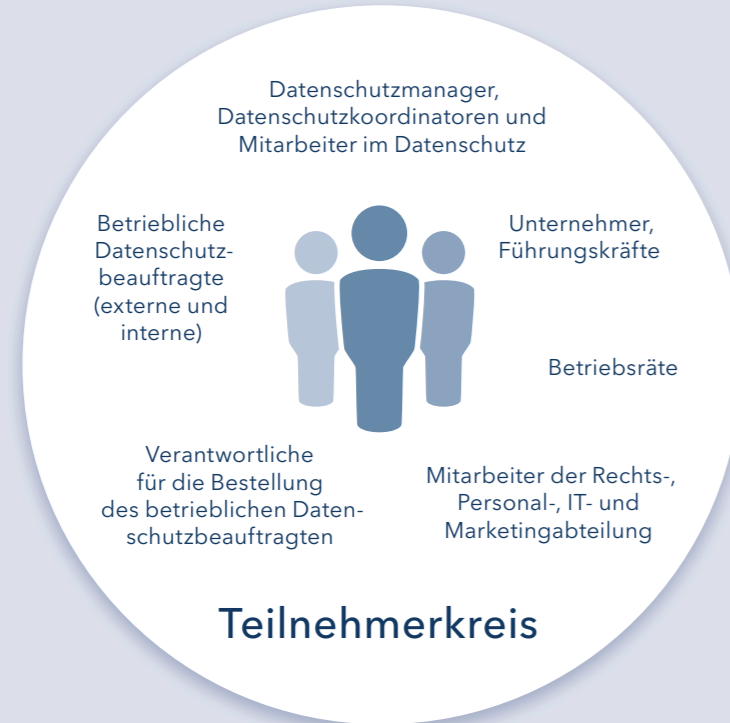 Datenschutzmanager,
Datenschutzkoordinatoren und
Mitarbeiter im Datenschutz
Betriebliche
Datenschutz-
beauftragte
(externe und
interne)
Unternehmer,
Führungskräfte
Betriebsräte
Verantwortliche
für die Bestellung
des betrieblichen Daten-
schutzbeauftragten
Mitarbeiter der Rechts-,
Personal-, IT- und
Marketingabteilung
Teilnehmerkreis